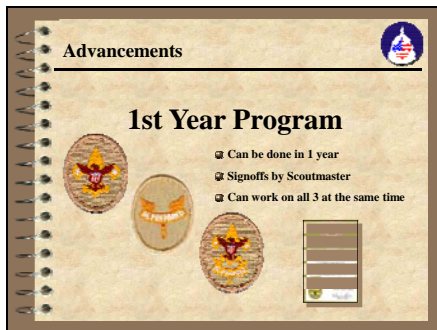 Advancements
1st Year Program
Can be done in 1 year
Signoffs by Scoutmaster
Can work on all 3 at the same time